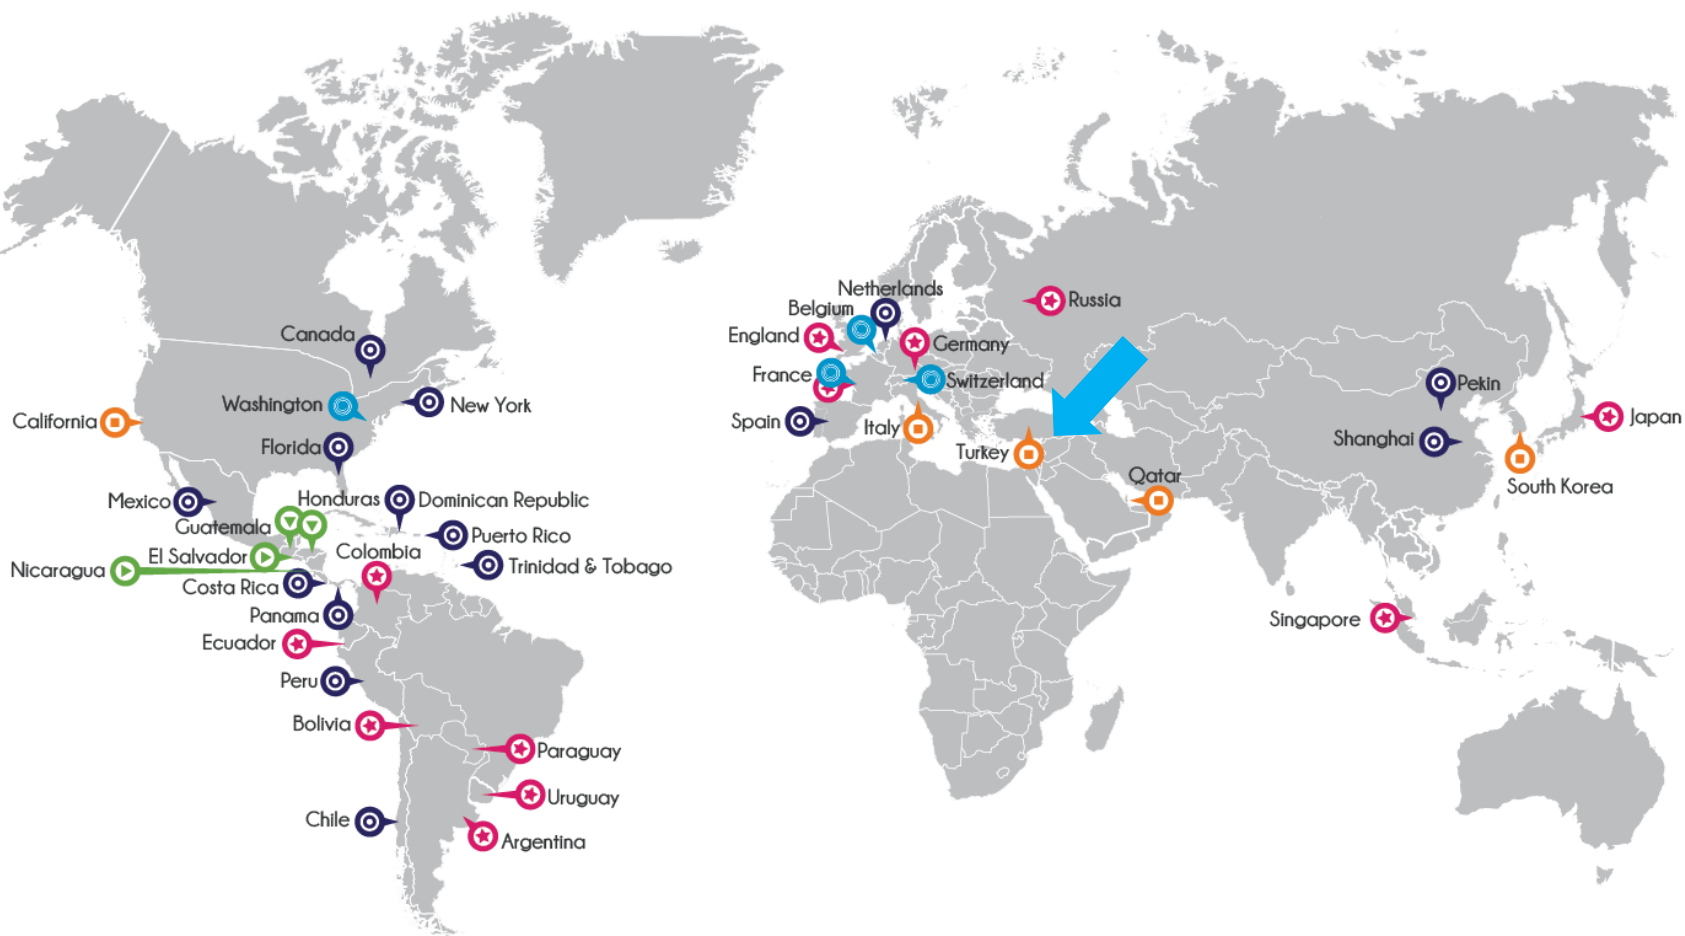 Netherlands
Belgium
Russia
England
Germany
Canada
France
Switzerland
Pekin
Washington
New York
California
Spain
Italy
Japan
Shanghai
Florida
Turkey
Qatar
South Korea
Mexico
Honduras
Dominican Republic
Guatemala
Puerto Rico
El Salvador
Colombia
Nicaragua
Trinidad & Tobago
Costa Rica
Panama
Singapore
Ecuador
Peru
Bolivia
Paraguay
Uruguay
Chile
Argentina